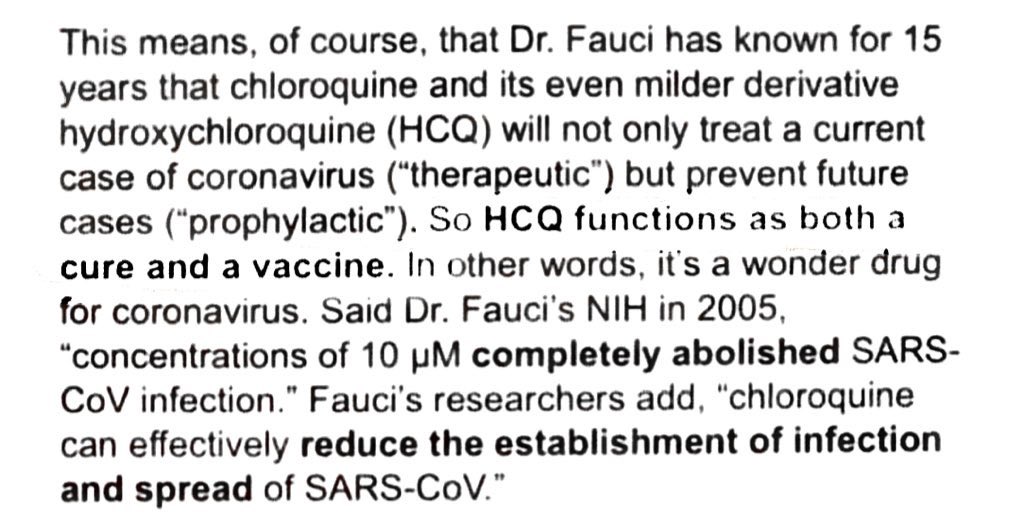 This means, of course, that Dr. Fauci has known for 15
years that chloroquine and its even milder derivative
hydroxychloroquine (HCQ) will not only treat a current
case of coronavirus (“therapeutic”) but prevent future
cases (“prophylactic”). So HCQ functions as both a
cure and a vaccine. In other words, it's a wonder drug
for coronavirus. Said Dr. Fauci's NIH in 2005,
“concentrations of 10 μM completely abolished SARS-
CoV infection.” Fauci's researchers add, “chloroquine
can effectively reduce the establishment of infection
and spread of SARS-CoV.”